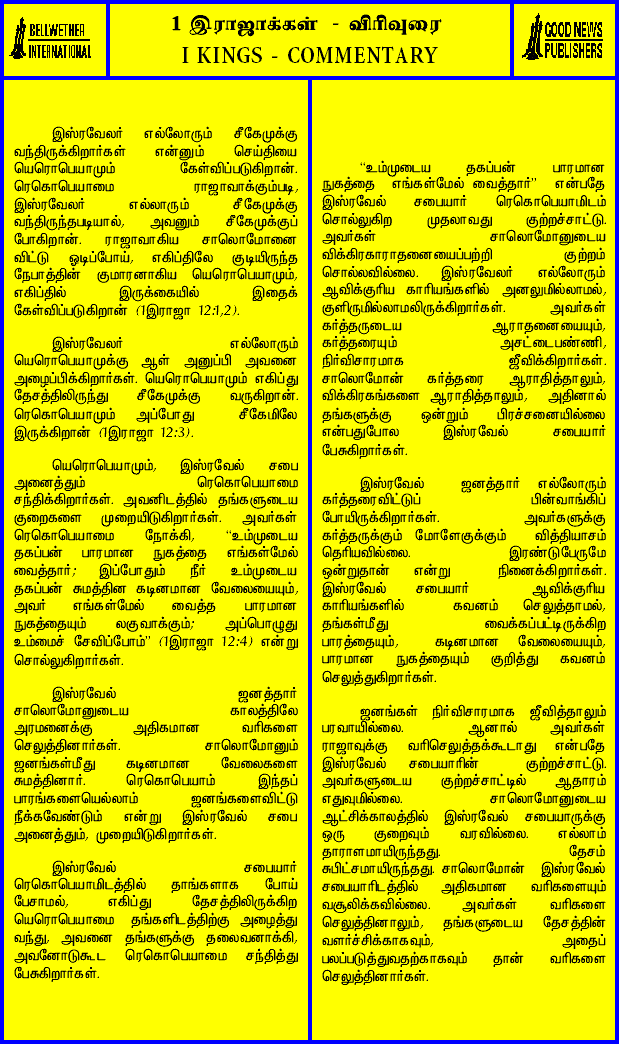 BELLWETHER
INTERNATIONAL
1 இராஜாக்கள் - விரிவுரை
I KINGS - COMMENTARY
GOOD NEWS
PUBLISHERS
இஸ்ரவேலர் எல்லோரும் சீகேமுக்கு
வந்திருக்கிறார்கள் என்னும் செய்தியை
யெரொபெயாமும் கேள்விப்படுகிறான்.
ரெகொபெயாமை ராஜாவாக்கும்படி,
இஸ்ரவேலர் எல்லாரும் சீகேமுக்கு
வந்திருந்தபடியால், அவனும் சீகேமுக்குப்
போகிறான். ராஜாவாகிய சாலொமோனை
விட்டு ஓடிப்போய், எகிப்திலே குடியிருந்த
நேபாத்தின் குமாரனாகிய யெரொபெயாமும்,
எகிப்தில் இருக்கையில் இதைக்
கேள்விப்படுகிறான் (1இராஜா 12:1,2).
இஸ்ரவேலர் எல்லோரும்
யெரொபெயாமுக்கு ஆள் அனுப்பி அவனை
அழைப்பிக்கிறார்கள். யெரொபெயாமும் எகிப்து
தேசத்திலிருந்து சீகேமுக்கு வருகிறான்.
ரெகொபெயாமும் அப்போது சீகேமிலே
இருக்கிறான் (1இராஜா 12:3).
யெரொபெயாமும், இஸ்ரவேல் சபை
அனைத்தும் ரெகொபெயாமை
சந்திக்கிறார்கள். அவனிடத்தில் தங்களுடைய
குறைகளை முறையிடுகிறார்கள். அவர்கள்
ரெகொபெயாமை நோக்கி, “உம்முடைய
தகப்பன் பாரமான நுகத்தை எங்கள்மேல்
வைத்தார்; இப்போதும் நீர் உம்முடைய
தகப்பன் சுமத்தின கடினமான வேலையையும்,
அவர் எங்கள்மேல் வைத்த பாரமான
நுகத்தையும் லகுவாக்கும்; அப்பொழுது
உம்மைச் சேவிப்போம்” (1இராஜா 12:4) என்று
சொல்லுகிறார்கள்.
இஸ்ரவேல் ஜனத்தார்
சாலொமோனுடைய காலத்திலே
அரமனைக்கு அதிகமான வரிகளை
செலுத்தினார்கள். சாலொமோனும்
ஜனங்கள்மீது கடினமான வேலைகளை
சுமத்தினார். ரெகொபெயாம் இந்தப்
பாரங்களையெல்லாம் ஜனங்களைவிட்டு
நீக்கவேண்டும் என்று இஸ்ரவேல் சபை
அனைத்தும், முறையிடுகிறார்கள்.
இஸ்ரவேல் சபையார்
ரெகொபெயாமிடத்தில் தாங்களாக போய்
பேசாமல், எகிப்து தேசத்திலிருக்கிற
யெரொபெயாமை தங்களிடத்திற்கு அழைத்து
வந்து, அவனை தங்களுக்கு தலைவனாக்கி,
அவனோடுகூட ரெகொபெயாமை சந்தித்து
பேசுகிறார்கள்.
“உம்முடைய தகப்பன் பாரமான
நுகத்தை எங்கள்மேல் வைத்தார்” என்பதே
இஸ்ரவேல் சபையார் ரெகொபெயாமிடம்
சொல்லுகிற முதலாவது குற்றச்சாட்டு.
அவர்கள் சாலொமோனுடைய
விக்கிரகாராதனையைப்பற்றி குற்றம்
சொல்லவில்லை. இஸ்ரவேலர் எல்லோரும்
ஆவிக்குரிய காரியங்களில் அனலுமில்லாமல்,
குளிருமில்லாமலிருக்கிறார்கள். அவர்கள்
கர்த்தருடைய ஆராதனையையும்,
கர்த்தரையும் அசட்டைபண்ணி,
நிர்விசாரமாக ஜீவிக்கிறார்கள்.
சாலொமோன் கர்த்தரை ஆராதித்தாலும்,
விக்கிரகங்களை ஆராதித்தாலும், அதினால்
தங்களுக்கு ஒன்றும் பிரச்சனையில்லை
என்பதுபோல இஸ்ரவேல் சபையார்
பேசுகிறார்கள்.
இஸ்ரவேல் ஜனத்தார் எல்லோரும்
கர்த்தரைவிட்டுப் பின்வாங்கிப்
போயிருக்கிறார்கள். அவர்களுக்கு
கர்த்தருக்கும் மோளேகுக்கும் வித்தியாசம்
தெரியவில்லை. இரண்டுபேருமே
ஒன்றுதான் என்று நினைக்கிறார்கள்.
இஸ்ரவேல் சபையார் ஆவிக்குரிய
காரியங்களில் கவனம் செலுத்தாமல்,
தங்கள்மீது வைக்கப்பட்டிருக்கிற
பாரத்தையும், கடினமான வேலையையும்,
பாரமான நுகத்தையும் குறித்து கவனம்
செலுத்துகிறார்கள்.
ஜனங்கள் நிர்விசாரமாக ஜீவித்தாலும்
பரவாயில்லை. ஆனால் அவர்கள்
ராஜாவுக்கு வரிசெலுத்தக்கூடாது என்பதே
இஸ்ரவேல் சபையாரின் குற்றச்சாட்டு.
அவர்களுடைய குற்றச்சாட்டில் ஆதாரம்
எதுவுமில்லை. சாலொமோனுடைய
ஆட்சிக்காலத்தில் இஸ்ரவேல் சபையாருக்கு
ஒரு குறைவும் வரவில்லை. எல்லாம்
தாராளமாயிருந்தது. தேசம்
சுபிட்சமாயிருந்தது. சாலொமோன் இஸ்ரவேல்
சபையாரிடத்தில் அதிகமான வரிகளையும்
வசூலிக்கவில்லை. அவர்கள் வரிகளை
செலுத்தினாலும், தங்களுடைய தேசத்தின்
வளர்ச்சிக்காகவும், அதைப்
பலப்படுத்துவதற்காகவும் தான் வரிகளை
செலுத்தினார்கள்.